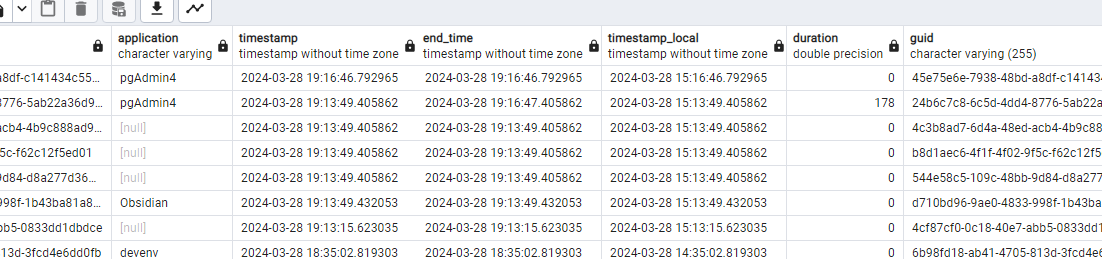 application timestamp end_time timestamp_local duration guid
character varying timestamp without time zone timestamp without time zone timestamp without time zone double precision character varying (255)
a8df-c141434c55... pgAdmin4 2024-03-28 19:16:46.792965 2024-03-28 19:16:46.792965 2024-03-28 15:16:46.792965 0 45e75e6e-7938-48bd-a8df-c14143
8776-5ab22a36d9... pgAdmin4 2024-03-28 19:13:49.405862 2024-03-28 19:16:47.405862 2024-03-28 15:13:49.405862 178 24b6c7c8-6c5d-4dd4-8776-5ab22a
acb4-4b9c888ad9... [null] 2024-03-28 19:13:49.405862 2024-03-28 19:13:49.405862 2024-03-28 15:13:49.405862 0 4c3b8ad7-6d4a-48ed-acb4-4b9c88
5c-f62c12f5ed01 [null] 2024-03-28 19:13:49.405862 2024-03-28 19:13:49.405862 2024-03-28 15:13:49.405862 0 b8d1aec6-4f1f-4f02-9f5c-f62c12f5
9d84-d8a277d36... [null] 2024-03-28 19:13:49.405862 2024-03-28 19:13:49.405862 2024-03-28 15:13:49.405862 0 544e58c5-109c-48bb-9d84-d8a277
998f-1b43ba81a8... Obsidian 2024-03-28 19:13:49.432053 2024-03-28 19:13:49.432053 2024-03-28 15:13:49.432053 0 d710bd96-9ae0-4833-998f-1b43ba
bb5-0833dd1dbdce [null] 2024-03-28 19:13:15.623035 2024-03-28 19:13:15.623035 2024-03-28 15:13:15.623035 0 4cf87cf0-0c18-40e7-abb5-0833dd1
813d-3fcd4e6dd0fb devenv 2024-03-28 18:35:02.819303 2024-03-28 18:35:02.819303 2024-03-28 14:35:02.819303 0 6b98fd18-ab41-4705-813d-3fcd4e6